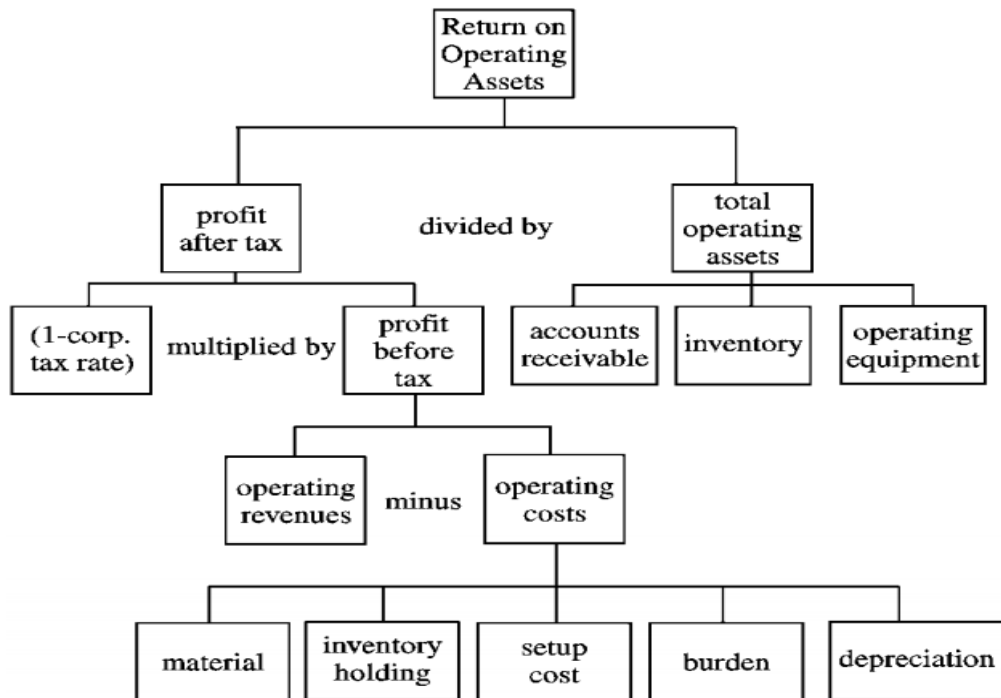 Return on
Operating
Assets
profit
after tax
divided by
total
operating
assets
(1-corp.
tax rate)
multiplied by
profit
before
tax
accounts
receivable
inventory
operating
equipment
operating
revenues
minus
operating
costs
material
inventory
holding
setup
cost
burden
depreciation